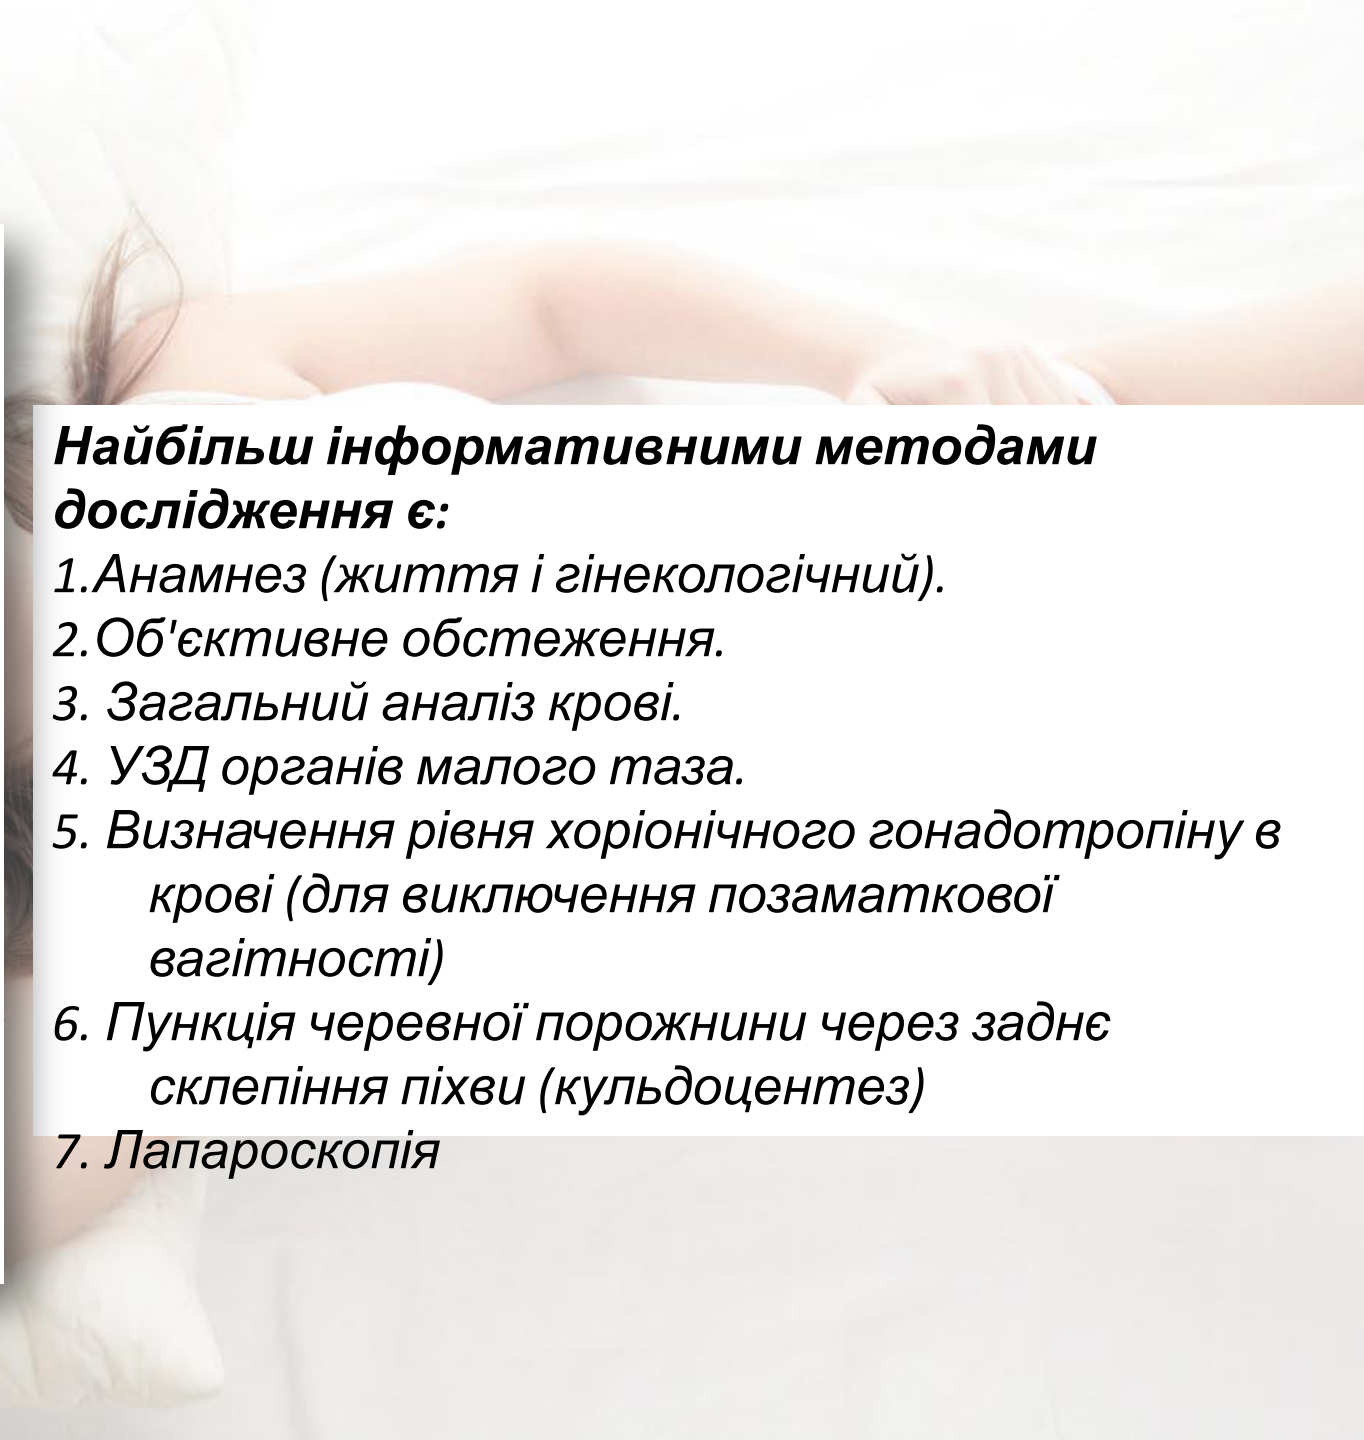 Найбільш інформативними методами
дослідження є:
1.Анамнез (життя і гінекологічний).
2.Об'єктивне обстеження.
3. Загальний аналіз крові.
4. УЗД органів малого таза.
5. Визначення рівня хоріонічного гонадотропіну в
крові (для виключення позаматкової
вагітності)
6. Пункція черевної порожнини через заднє
склепіння піхви (кульдоцентез)
7. Лапароскопія